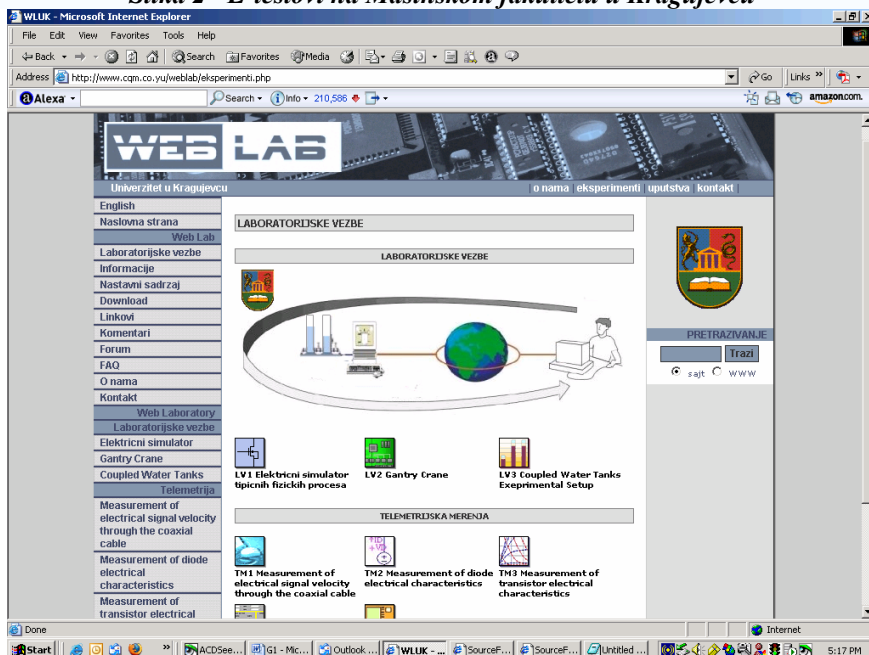 Slika 2 - E-testovi na Mašinskom fakultetu u Kragujevcu
WLUK - Microsoft Internet Explorer
File Edit View Favorites Tools Help
Back Search Favorites Media
Address http://www.cqm.co.yu/weblab/eksperimenti.php Go Links
Alexa Search Info 210,586 amazon.com.
WEB LAB
Univerzitet u Kragujevcu
| o nama | eksperimenti | uputstva | kontakt |
English
Naslovna strana
Web Lab
Laboratorijske vezbe
Informacije
Nastavni sadrzaj
Download
Linkovi
Komentari
Forum
FAQ
O nama
Kontakt
Web Laboratory
Laboratorijske vezbe
Elektricni simulator
Gantry Crane
Coupled Water Tanks
Telemetrija
Measurement of
electrical signal velocity
through the coaxial
cable
Measurement of diode
electrical
characteristics
Measurement of
transistor electrical
LABORATORIJSKE VEZBE
LABORATORIJSKE VEZBE
LV1 Elektricni simulator
tipicnih fizickih procesa
LV2 Gantry Crane
LV3 Coupled Water Tanks
Exeprimental Setup
TELEMETRIJSKA MERENJA
TM1 Measurement of
electrical signal velocity
through the coaxial cable
TM2 Measurement of diode
electrical characteristics
TM3 Measurement of
transistor electrical
characteristics
PRETRAZIVANJE
Trazi
sajt WWW
Done Internet
Start ACDSee... G1 - Mic... Outlook ... WLUK - ... SourceF... SourceF... Untitled ... 5:17 PM